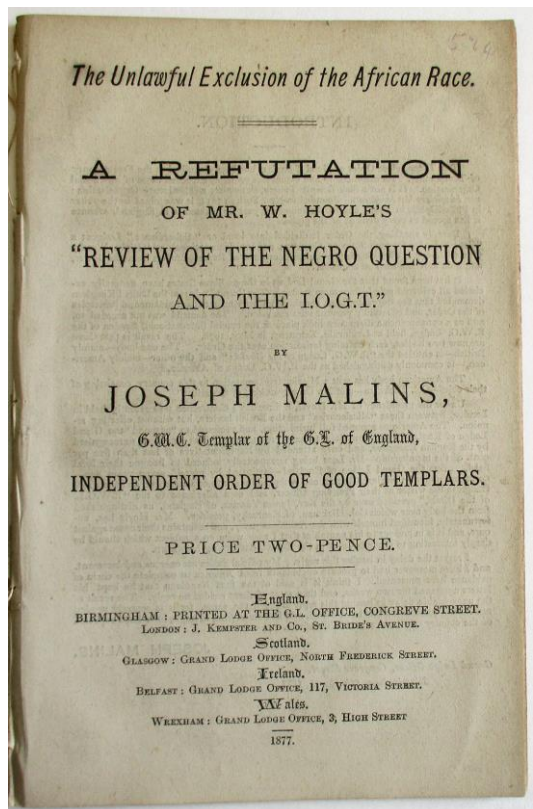 The Unlawful Exclusion of the African Race.
A REFUTATION
OF MR. W. HOYLE'S
"REVIEW OF THE NEGRO QUESTION
AND THE I.O.G.T."
BY
JOSEPH MALINS,
G.W.C. Templar of the G.L. of England,
INDEPENDENT ORDER OF GOOD TEMPLARS.
PRICE TWO-PENCE.
England.
BIRMINGHAM : PRINTED AT THE G.L. OFFICE, CONGREVE STREET.
LONDON : J. KEMPSTER AND CO., ST. BRIDE'S AVENUE.
Scotland.
GLASGOW : GRAND LODGE OFFICE, NORTH FREDERICK STREET.
Ireland.
BELFAST : GRAND LODGE OFFICE, 117, VICTORIA STREET.
Wales.
WREXHAM : GRAND LODGE OFFICE, 3, HIGH STREET
1877.